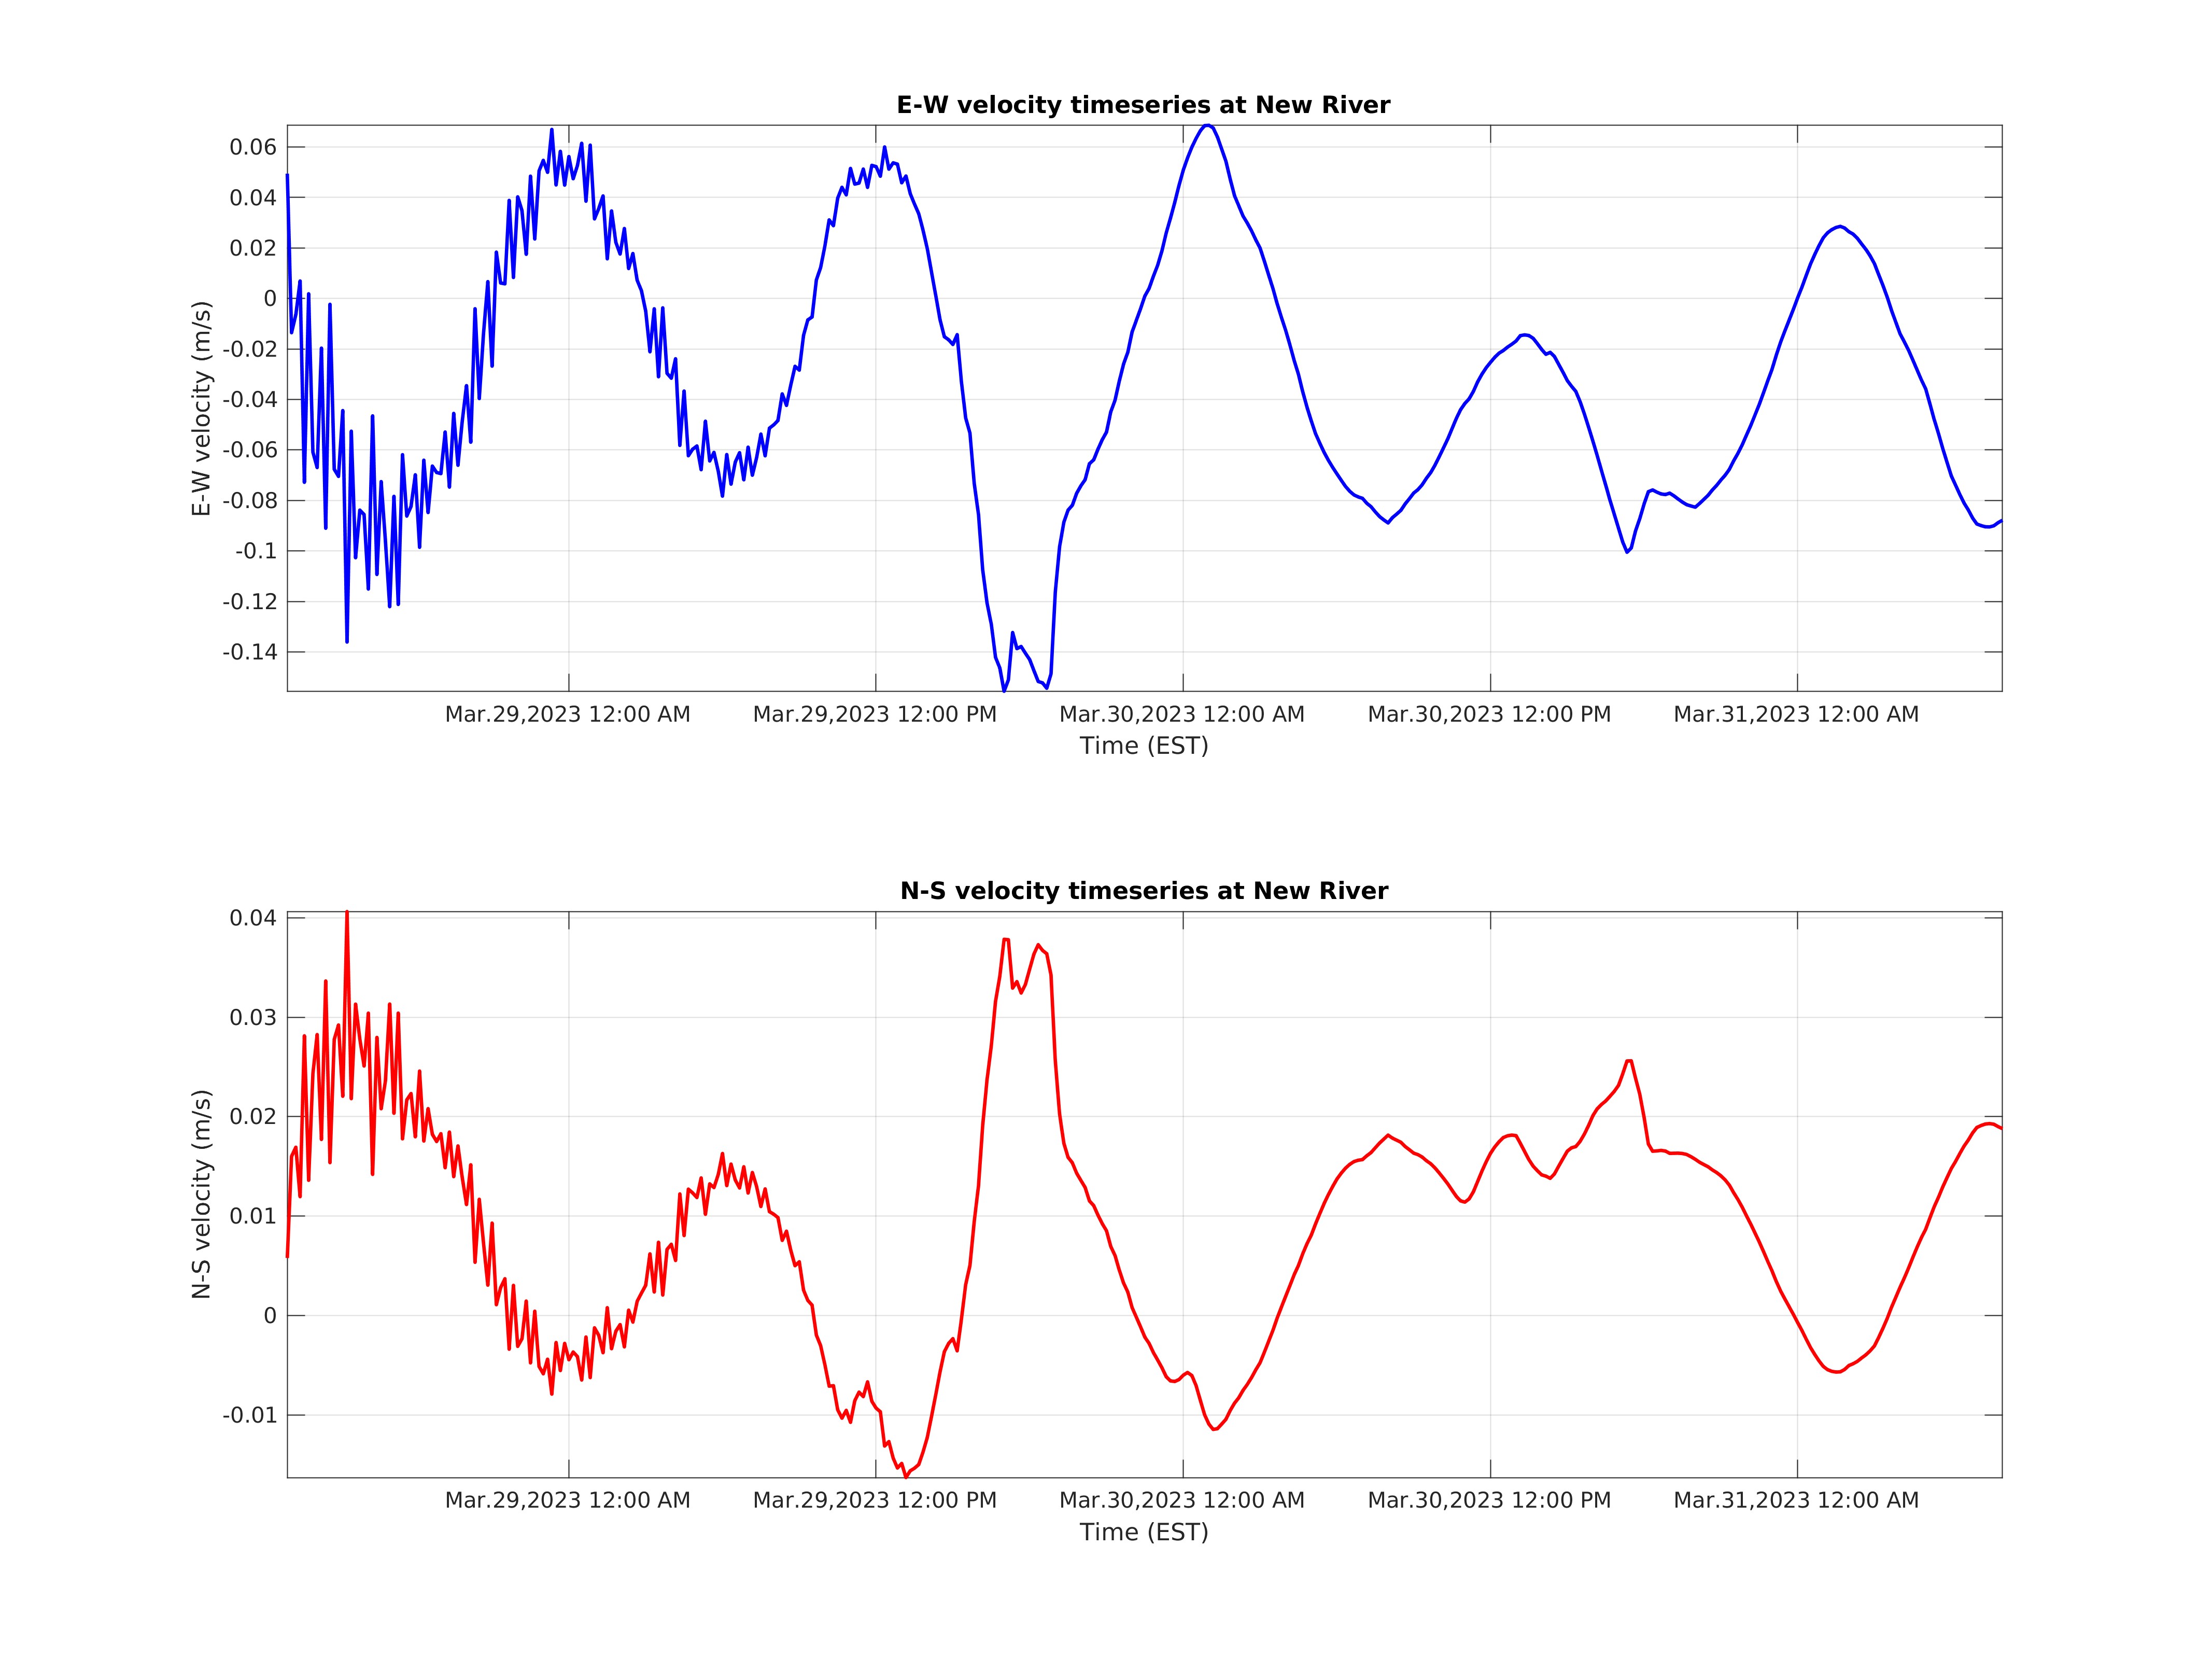 E-W velocity timeseries at New River
0.06
0.04
0.02
0
-0.02
-0.04
-0.06
-0.08
-0.1
-0.12
-0.14
E-W velocity (m/s)
Mar.29,2023 12:00 AM Mar.29,2023 12:00 PM Mar.30,2023 12:00 AM Mar.30,2023 12:00 PM Mar.31,2023 12:00 AM
Time (EST)
N-S velocity timeseries at New River
0.04
0.03
0.02
0.01
0
-0.01
N-S velocity (m/s)
Mar.29,2023 12:00 AM Mar.29,2023 12:00 PM Mar.30,2023 12:00 AM Mar.30,2023 12:00 PM Mar.31,2023 12:00 AM
Time (EST)